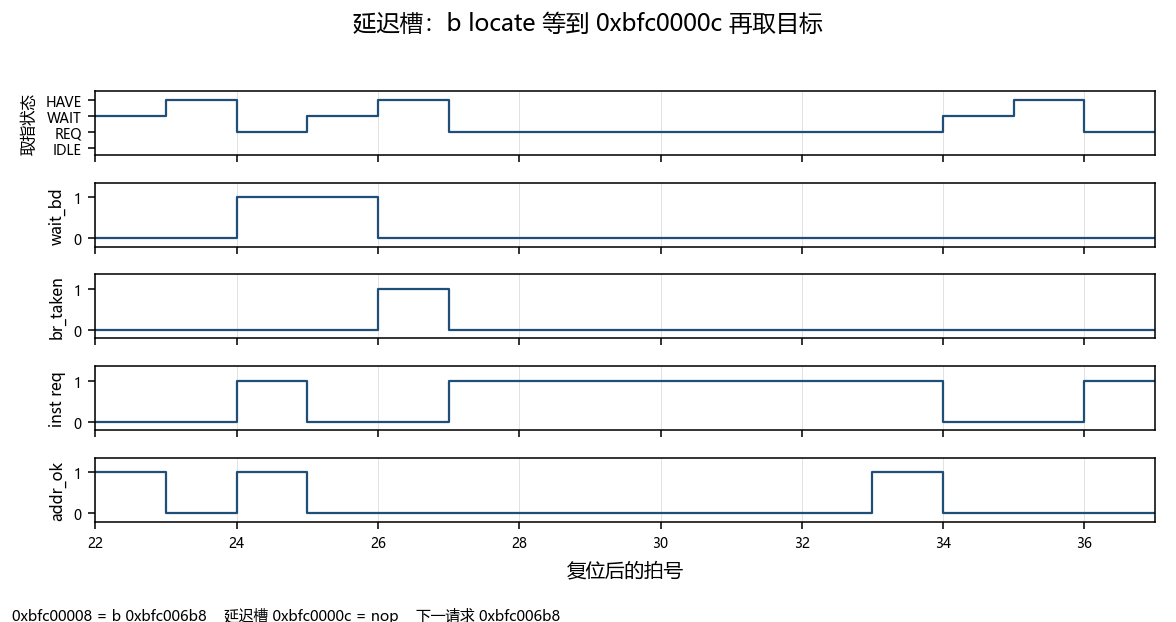 延迟槽：b locate 等到 0xbfc0000c 再取目标
取指状态
HAVE
WAIT
REQ
IDLE
wait_bd
1
0
br_taken
1
0
inst req
1
0
addr_ok
1
0
22 24 26 28 30 32 34 36
复位后的拍号
0xbfc00008 = b 0xbfc006b8 延迟槽 0xbfc0000c = nop 下一请求 0xbfc006b8